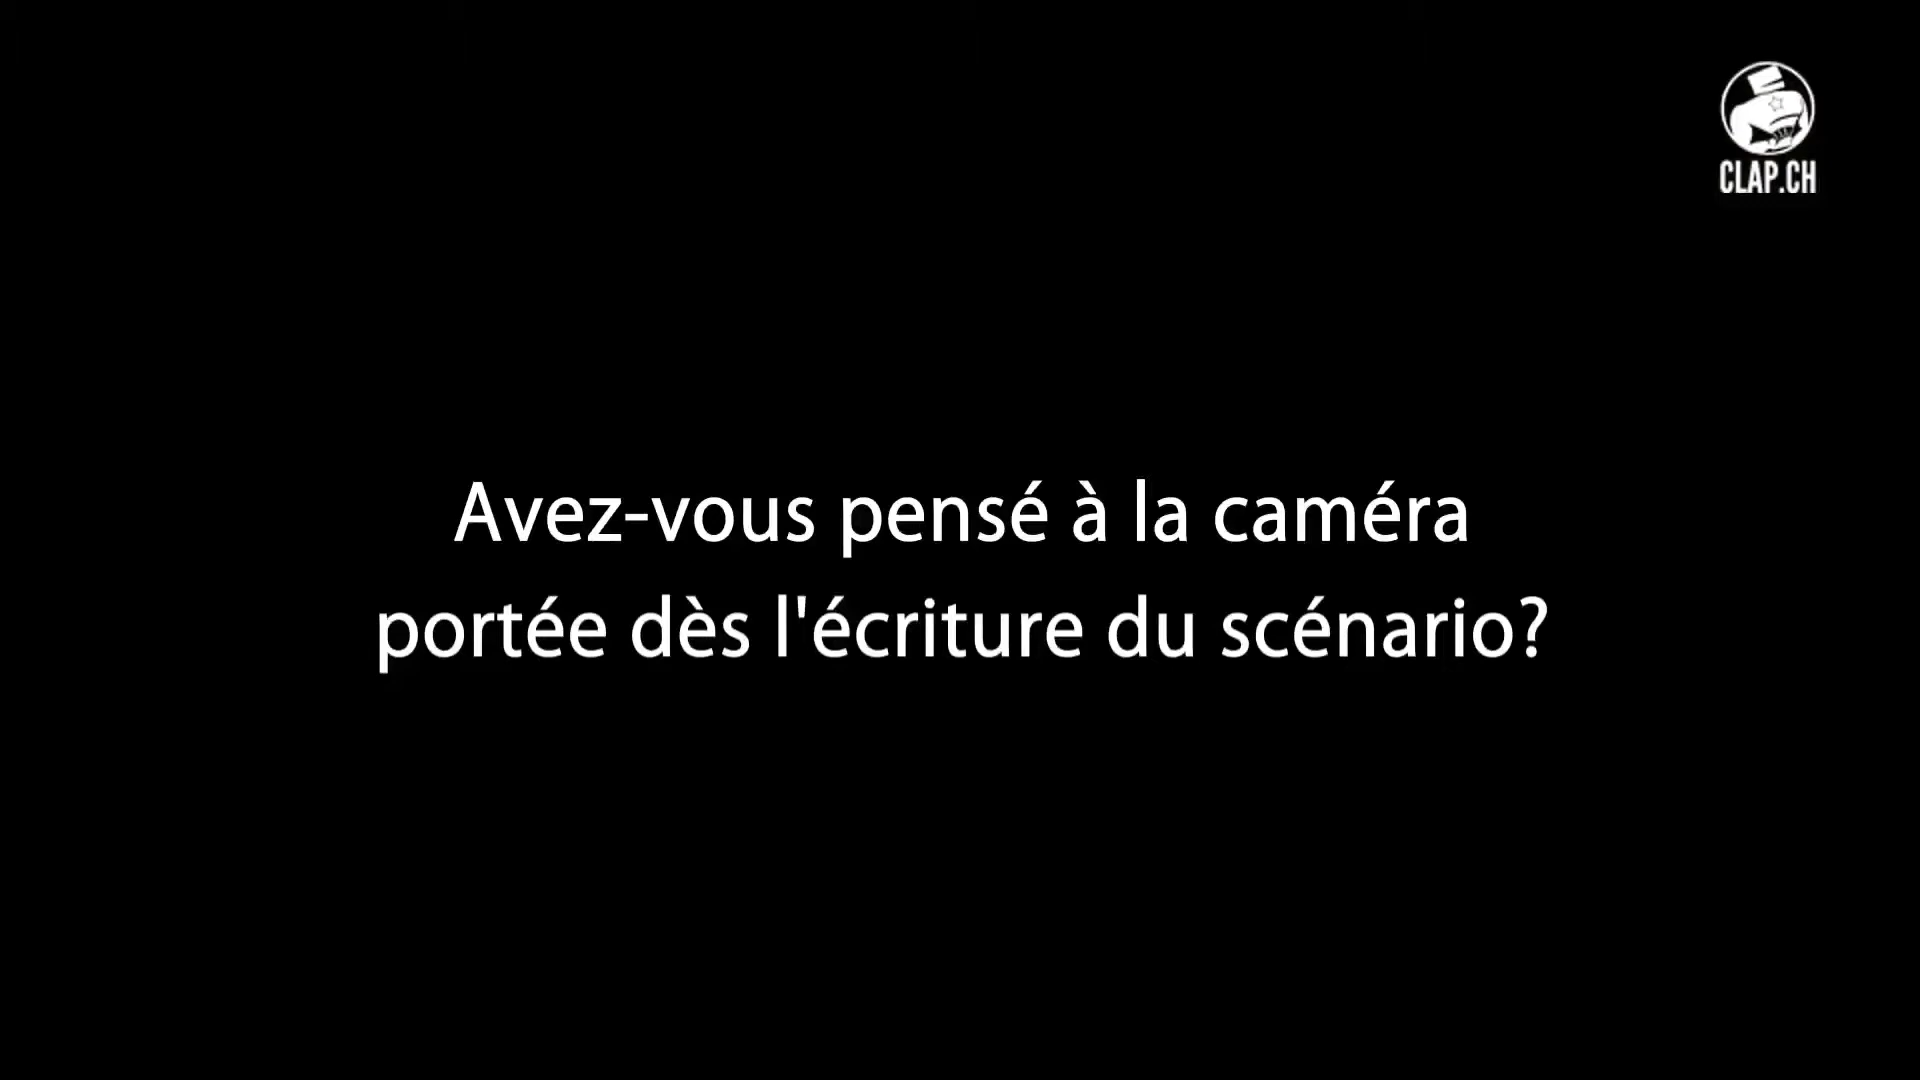 CLAP.CH
Avez-vous pensé à la caméra
portée dès l'écriture du scénario?